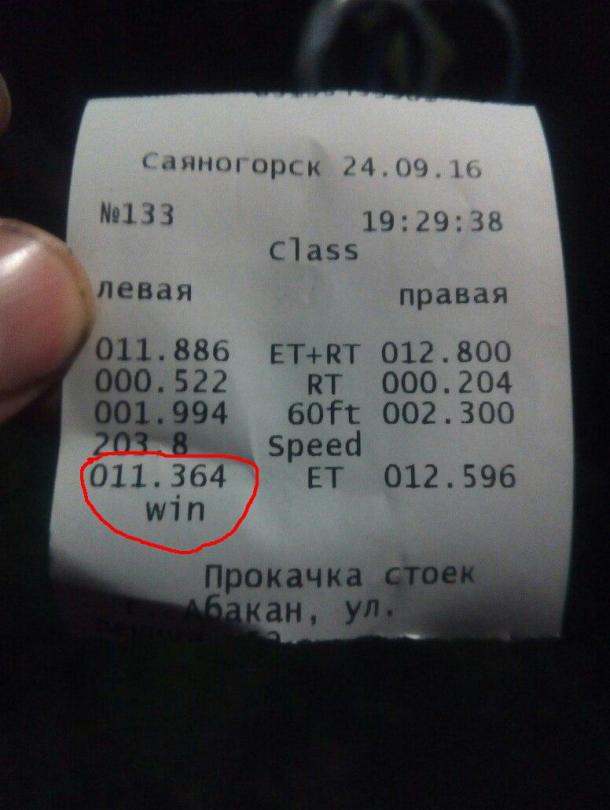 Саяногорск 24.09.16
№133 19:29:38
Class
левая правая
011.886 ET+RT 012.800
000.522 RT 000.204
001.994 60ft 002.300
203.8 Speed
011.364 ET 012.596
win
Прокачка стоек
г. Абакан, ул.